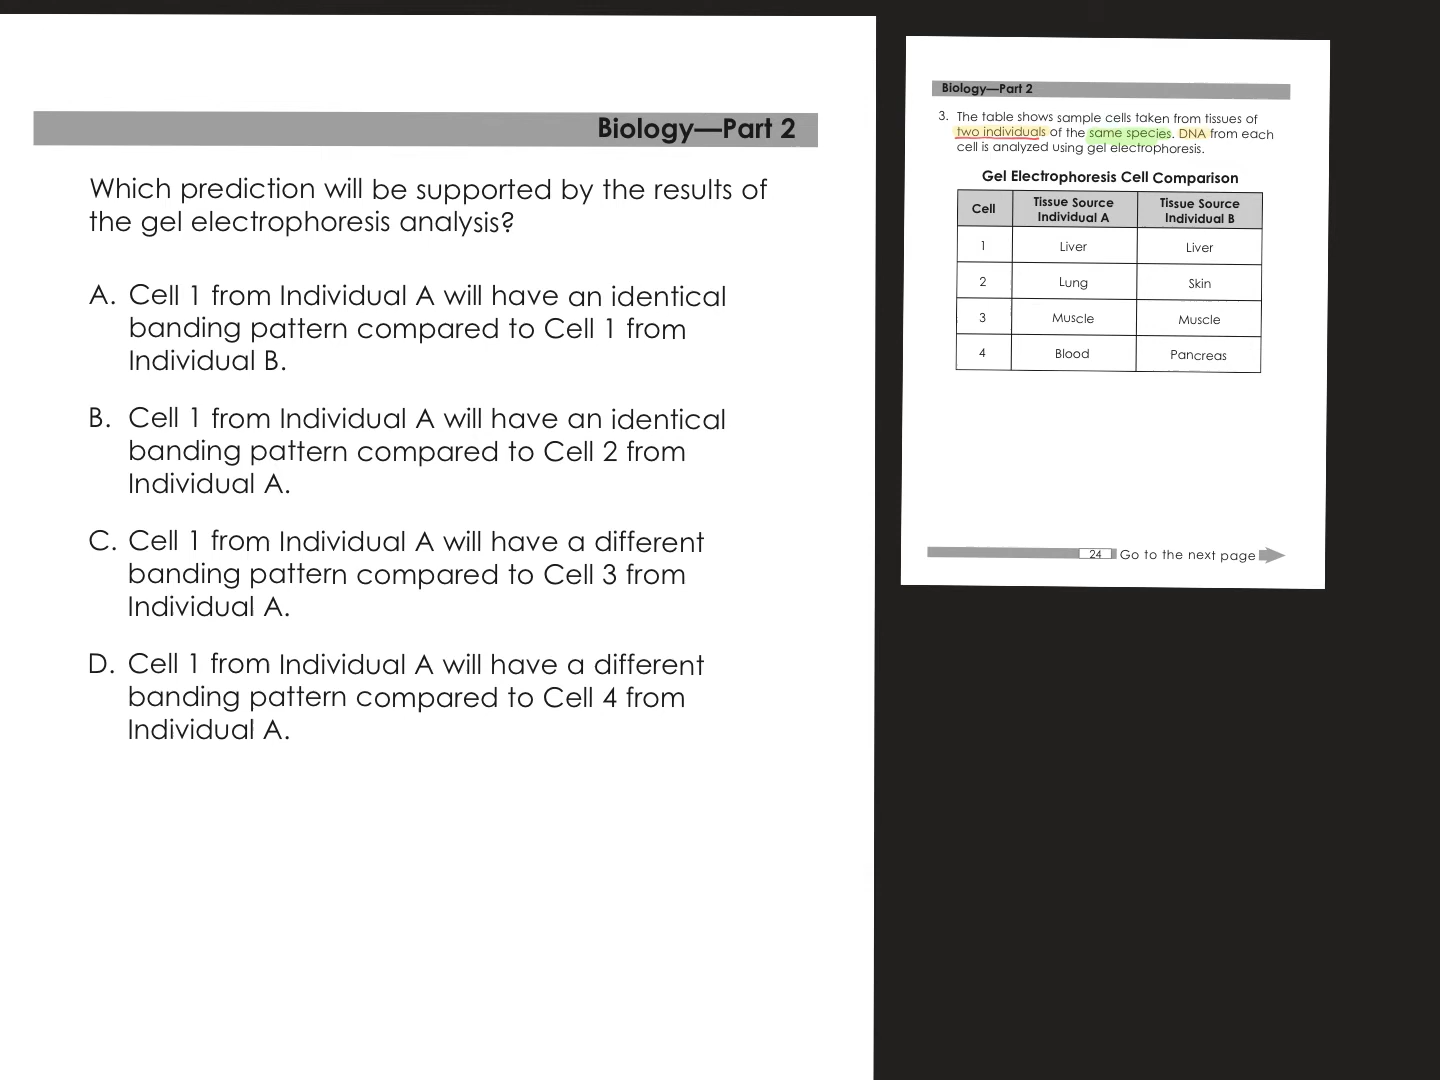 Biology—Part 2
Which prediction will be supported by the results of
the gel electrophoresis analysis?
A. Cell 1 from Individual A will have an identical
banding pattern compared to Cell 1 from
Individual B.
B. Cell 1 from Individual A will have an identical
banding pattern compared to Cell 2 from
Individual A.
C. Cell 1 from Individual A will have a different
banding pattern compared to Cell 3 from
Individual A.
D. Cell 1 from Individual A will have a different
banding pattern compared to Cell 4 from
Individual A.
Biology—Part 2
3. The table shows sample cells taken from tissues of
two individuals of the same species. DNA from each
cell is analyzed using gel electrophoresis.
Gel Electrophoresis Cell Comparison
Cell Tissue Source Individual A Tissue Source Individual B
1 Liver Liver
2 Lung Skin
3 Muscle Muscle
4 Blood Pancreas
24 Go to the next page